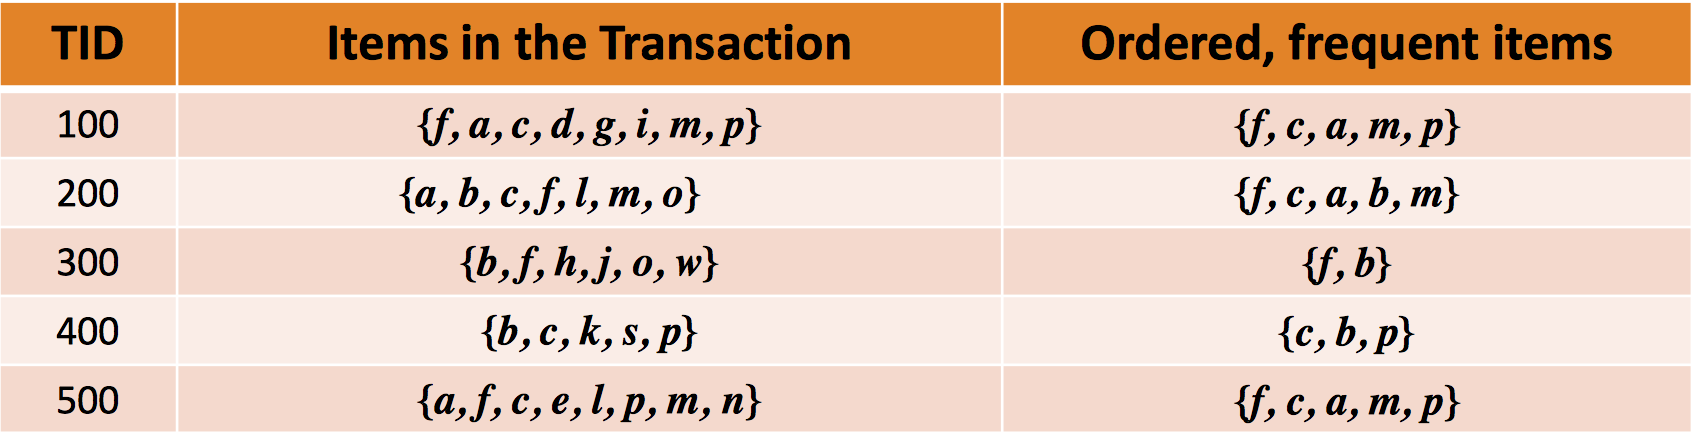 TID Items in the Transaction Ordered, frequent items
100 {f, a, c, d, g, i, m, p} {f, c, a, m, p}
200 {a, b, c, f, l, m, o} {f, c, a, b, m}
300 {b, f, h, j, o, w} {f, b}
400 {b, c, k, s, p} {c, b, p}
500 {a, f, c, e, l, p, m, n} {f, c, a, m, p}